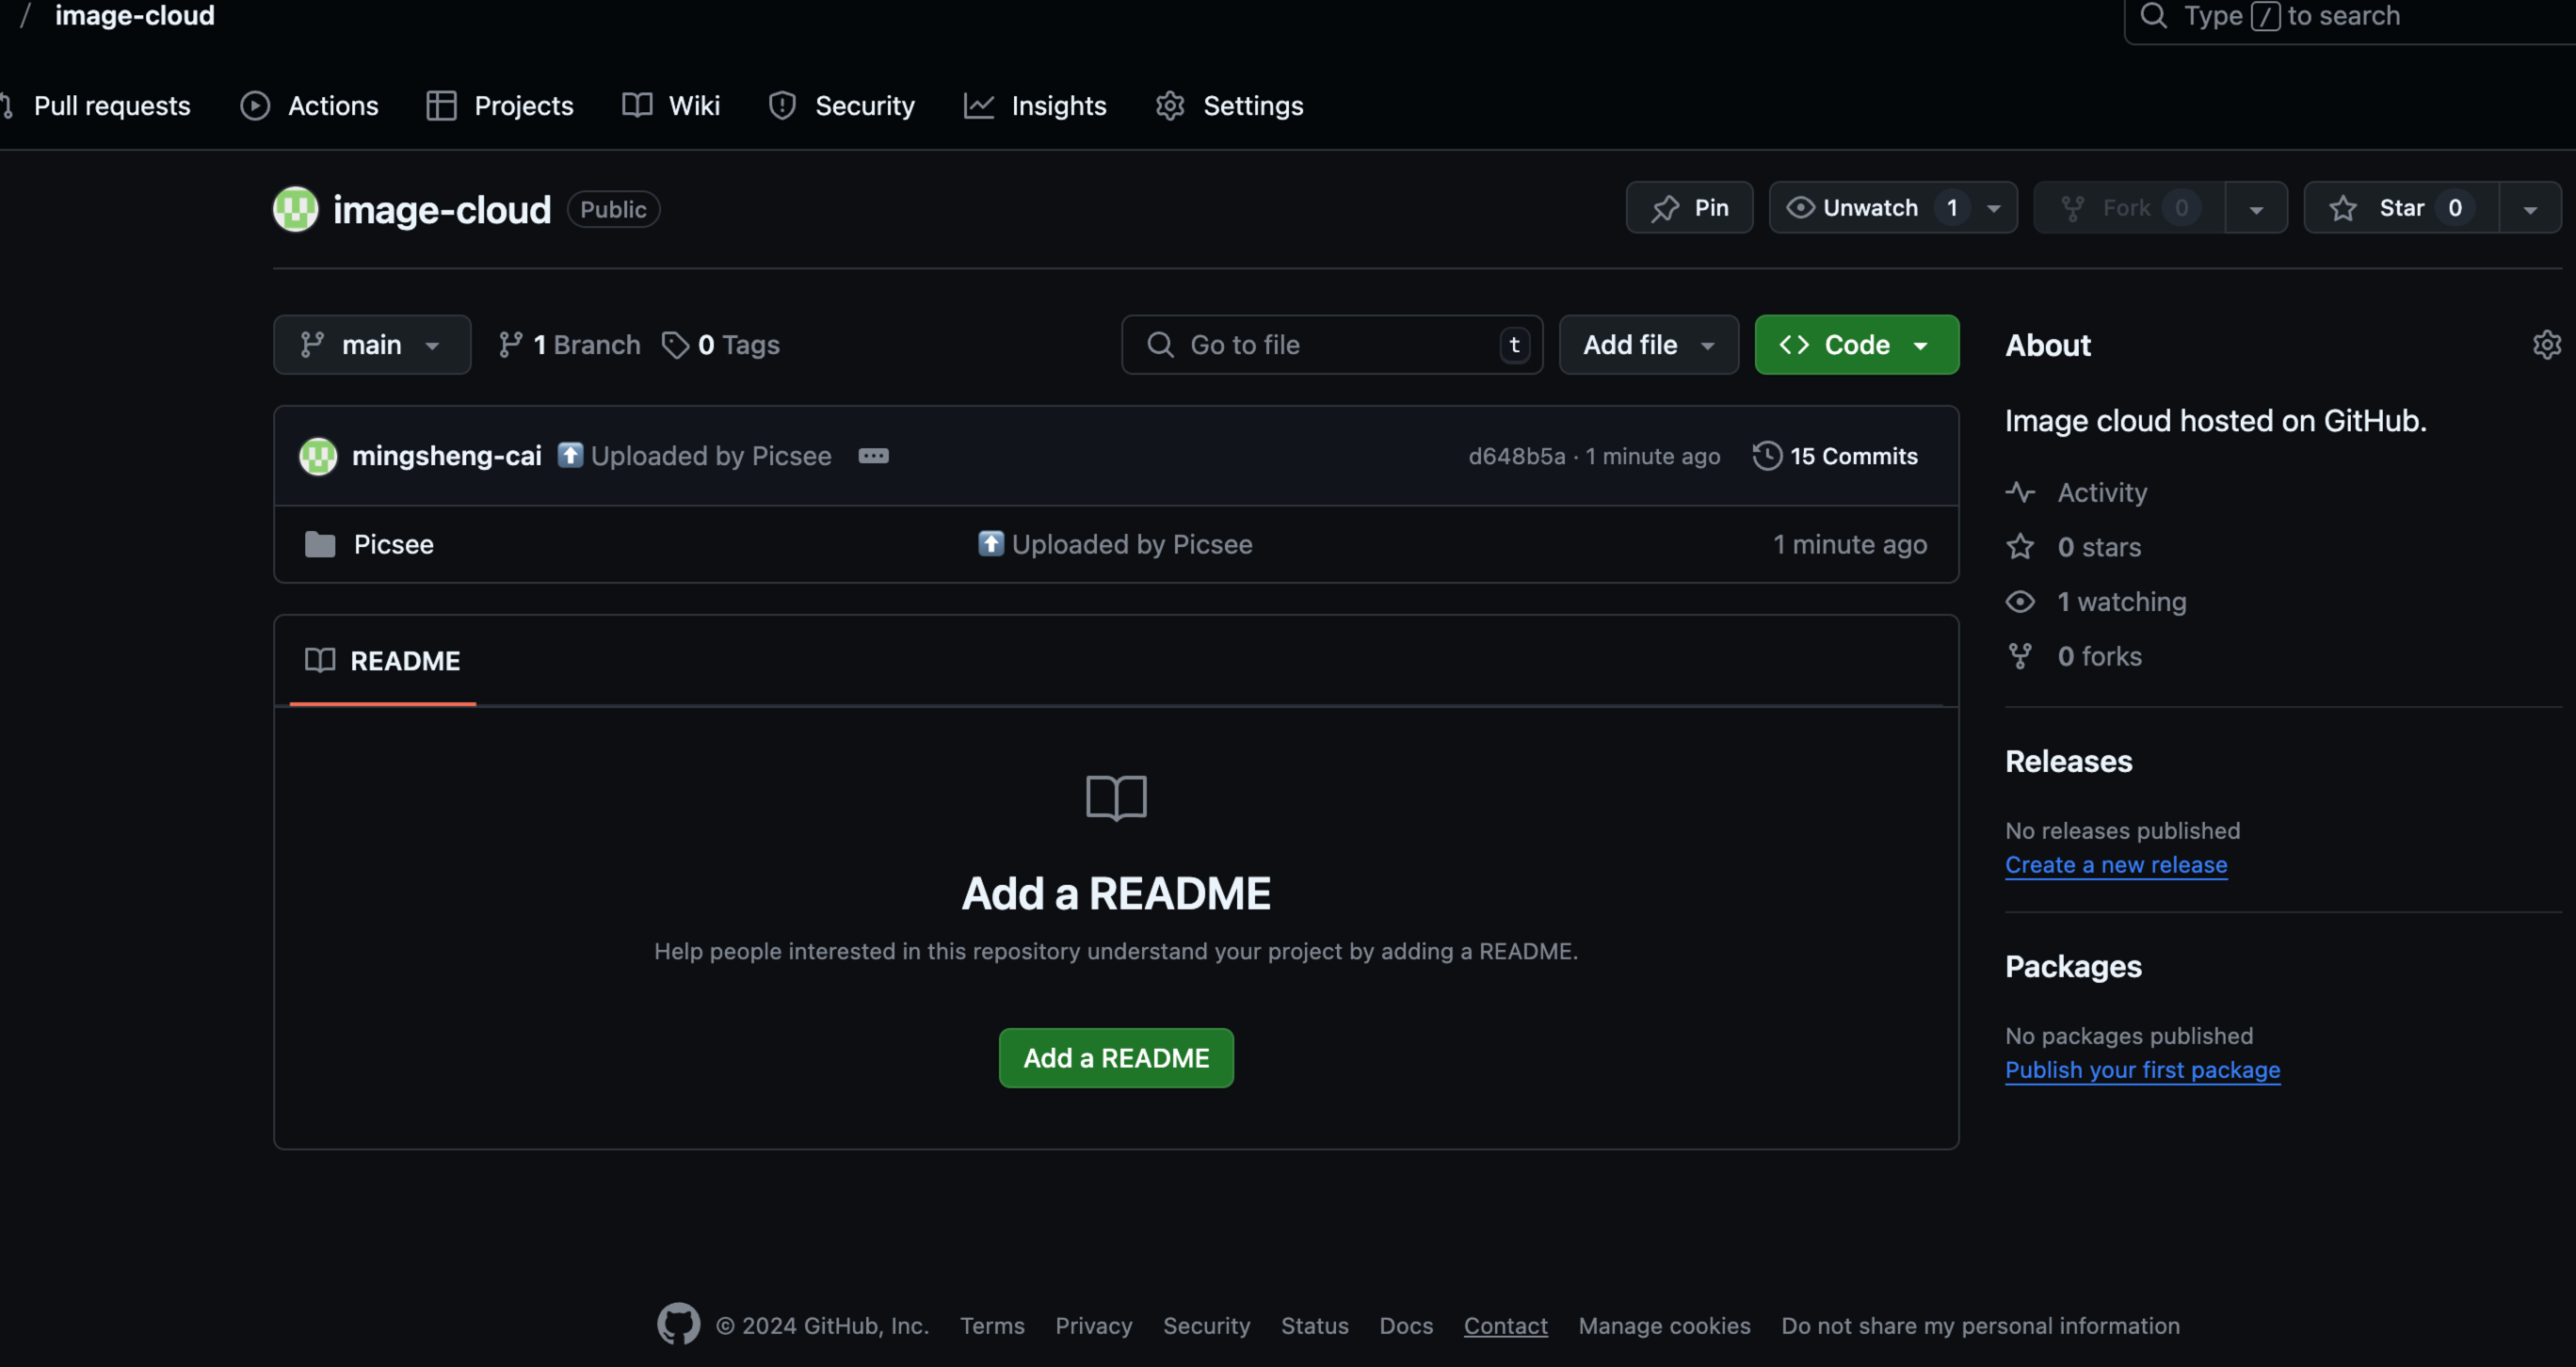 / image-cloud
Type / to search
Pull requests Actions Projects Wiki Security Insights Settings
image-cloud Public
Pin Unwatch 1 Fork 0 Star 0
main 1 Branch 0 Tags
Go to file t Add file Code
mingsheng-cai Uploaded by Picsee
d648b5a · 1 minute ago 15 Commits
Picsee Uploaded by Picsee 1 minute ago
README
Add a README
Help people interested in this repository understand your project by adding a README.
Add a README
About
Image cloud hosted on GitHub.
Activity
0 stars
1 watching
0 forks
Releases
No releases published
Create a new release
Packages
No packages published
Publish your first package
© 2024 GitHub, Inc. Terms Privacy Security Status Docs Contact Manage cookies Do not share my personal information